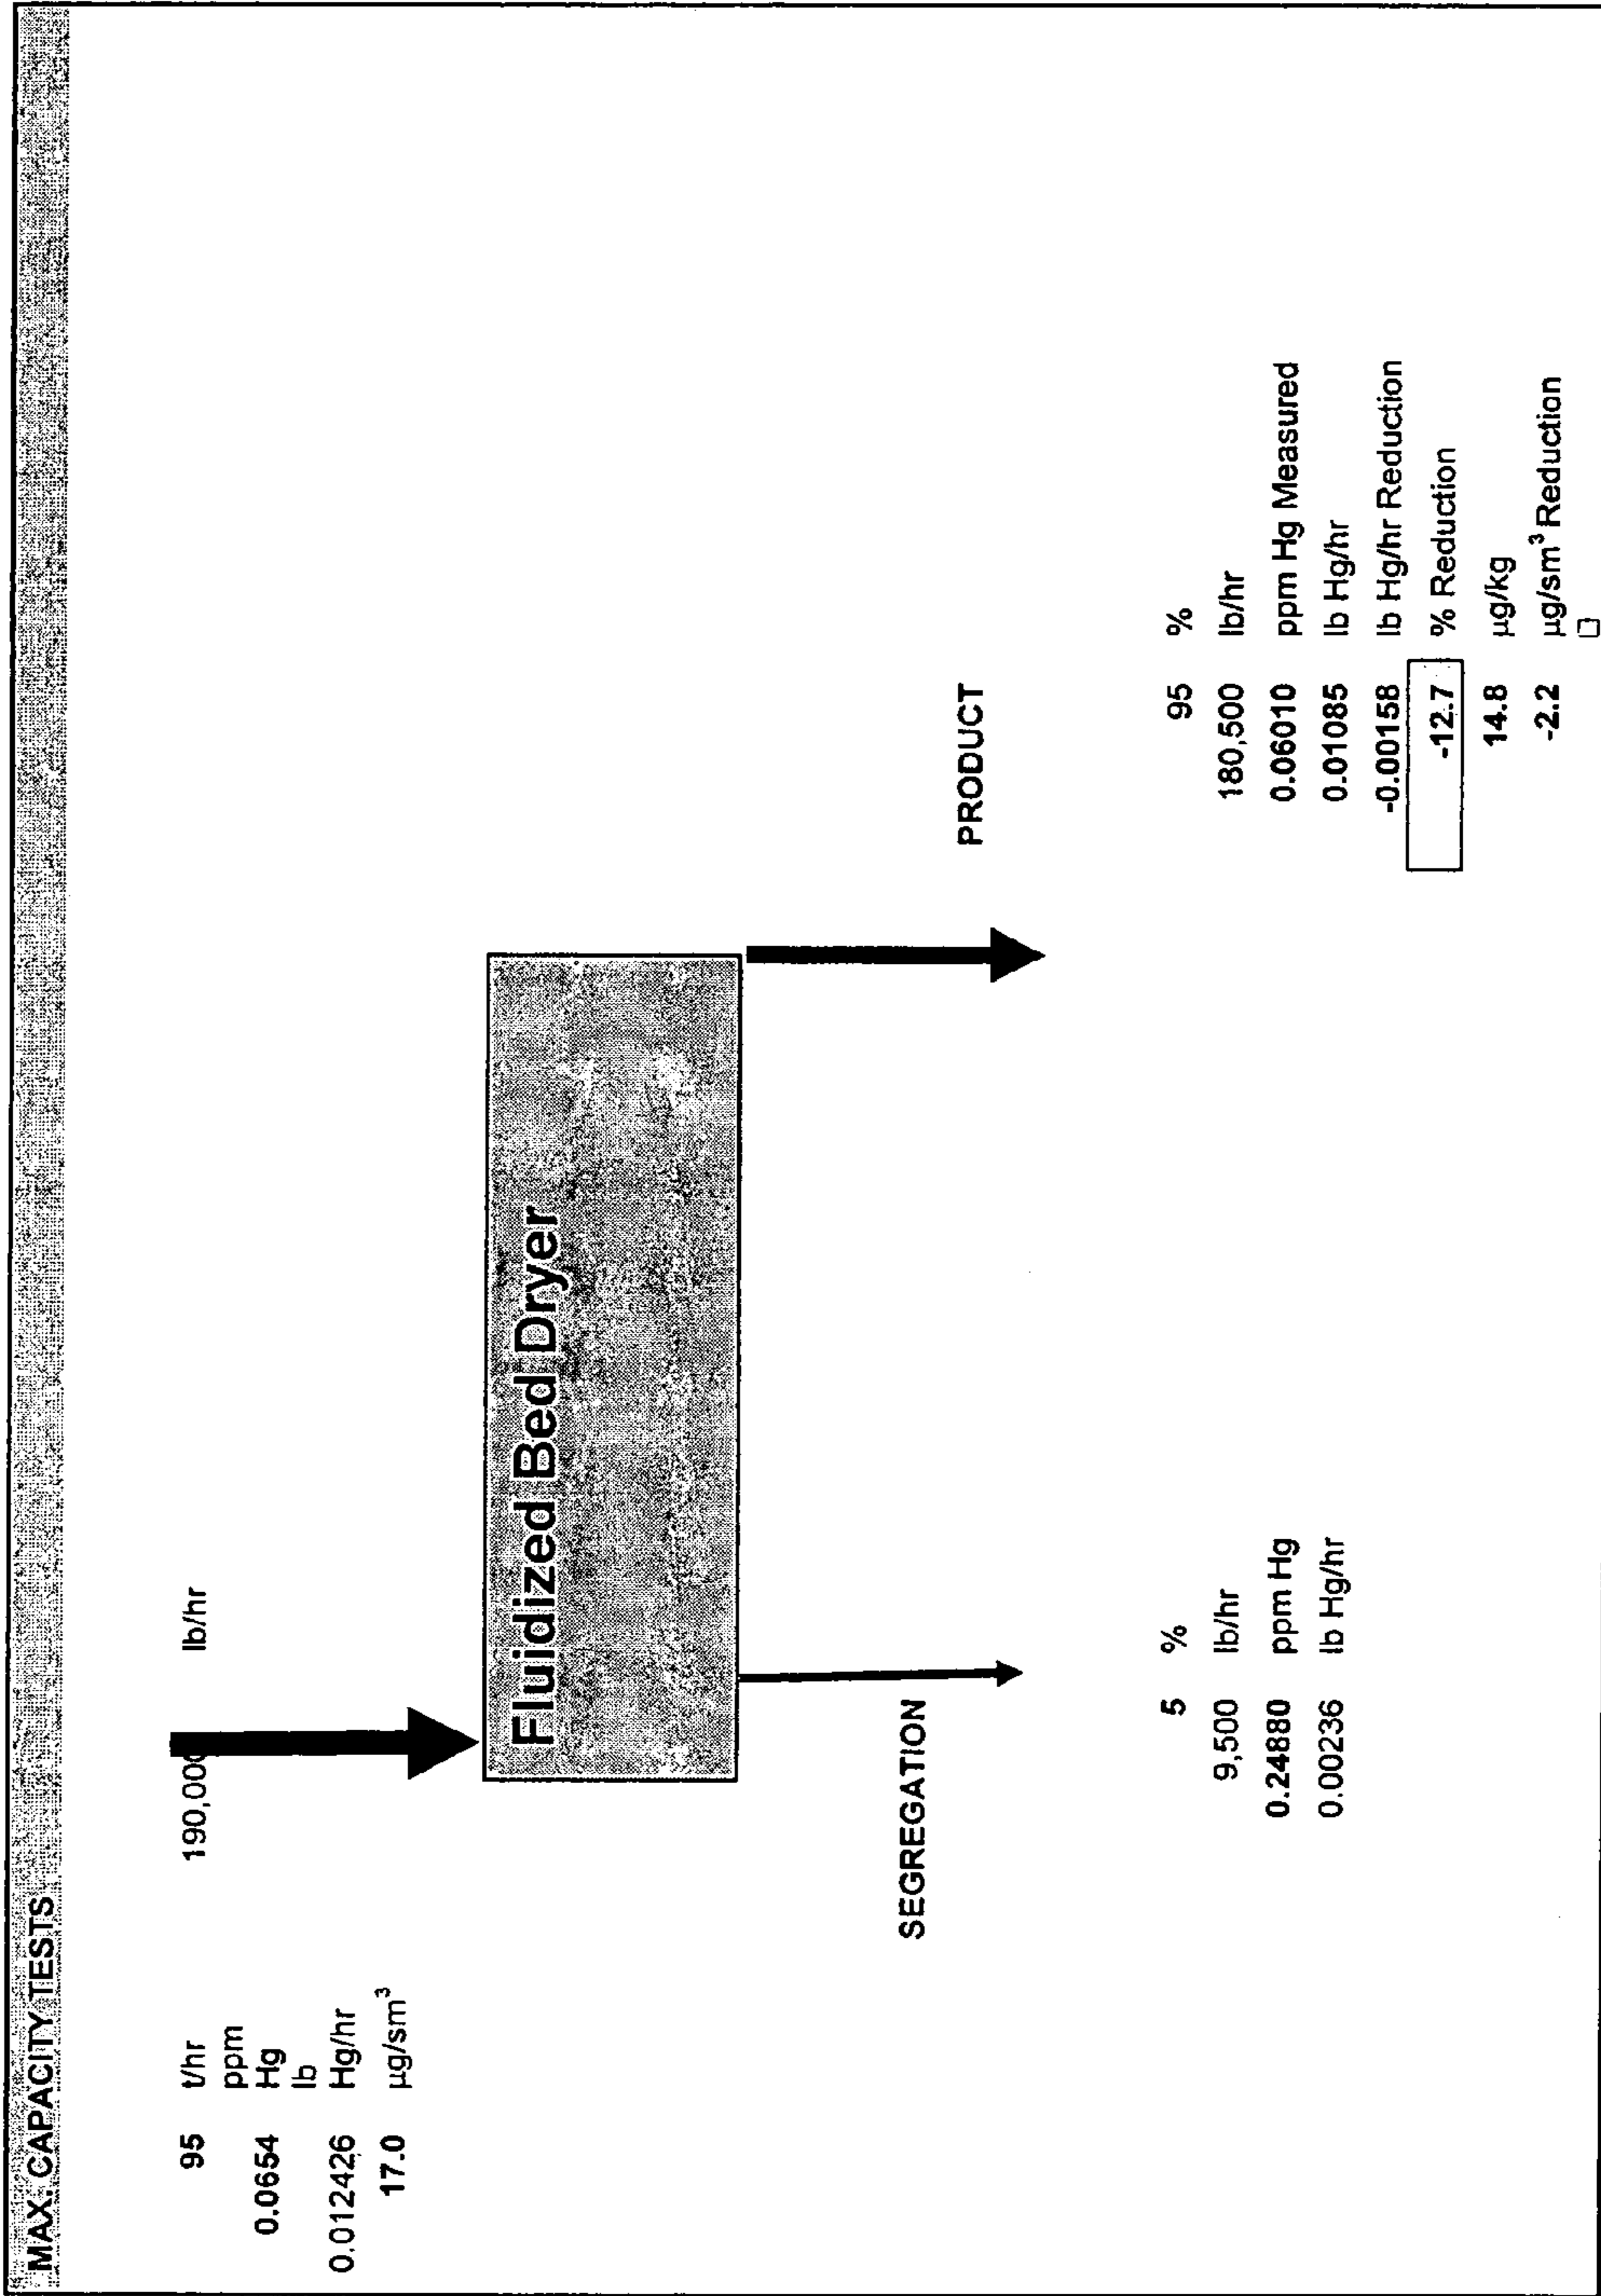 MAX. CAPACITY TESTS
95 t/hr
190,000 lb/hr
ppm
0.0654 Hg
lb
0.012426 Hg/hr
17.0 µg/sm³
Fluidized Bed Dryer
SEGREGATION
PRODUCT
5 %
9,500 lb/hr
0.24880 ppm Hg
0.00236 lb Hg/hr
95 %
180,500 lb/hr
0.06010 ppm Hg Measured
0.01085 lb Hg/hr
-0.00158 lb Hg/hr Reduction
-12.7 % Reduction
14.8 µg/kg
-2.2 µg/sm³ Reduction